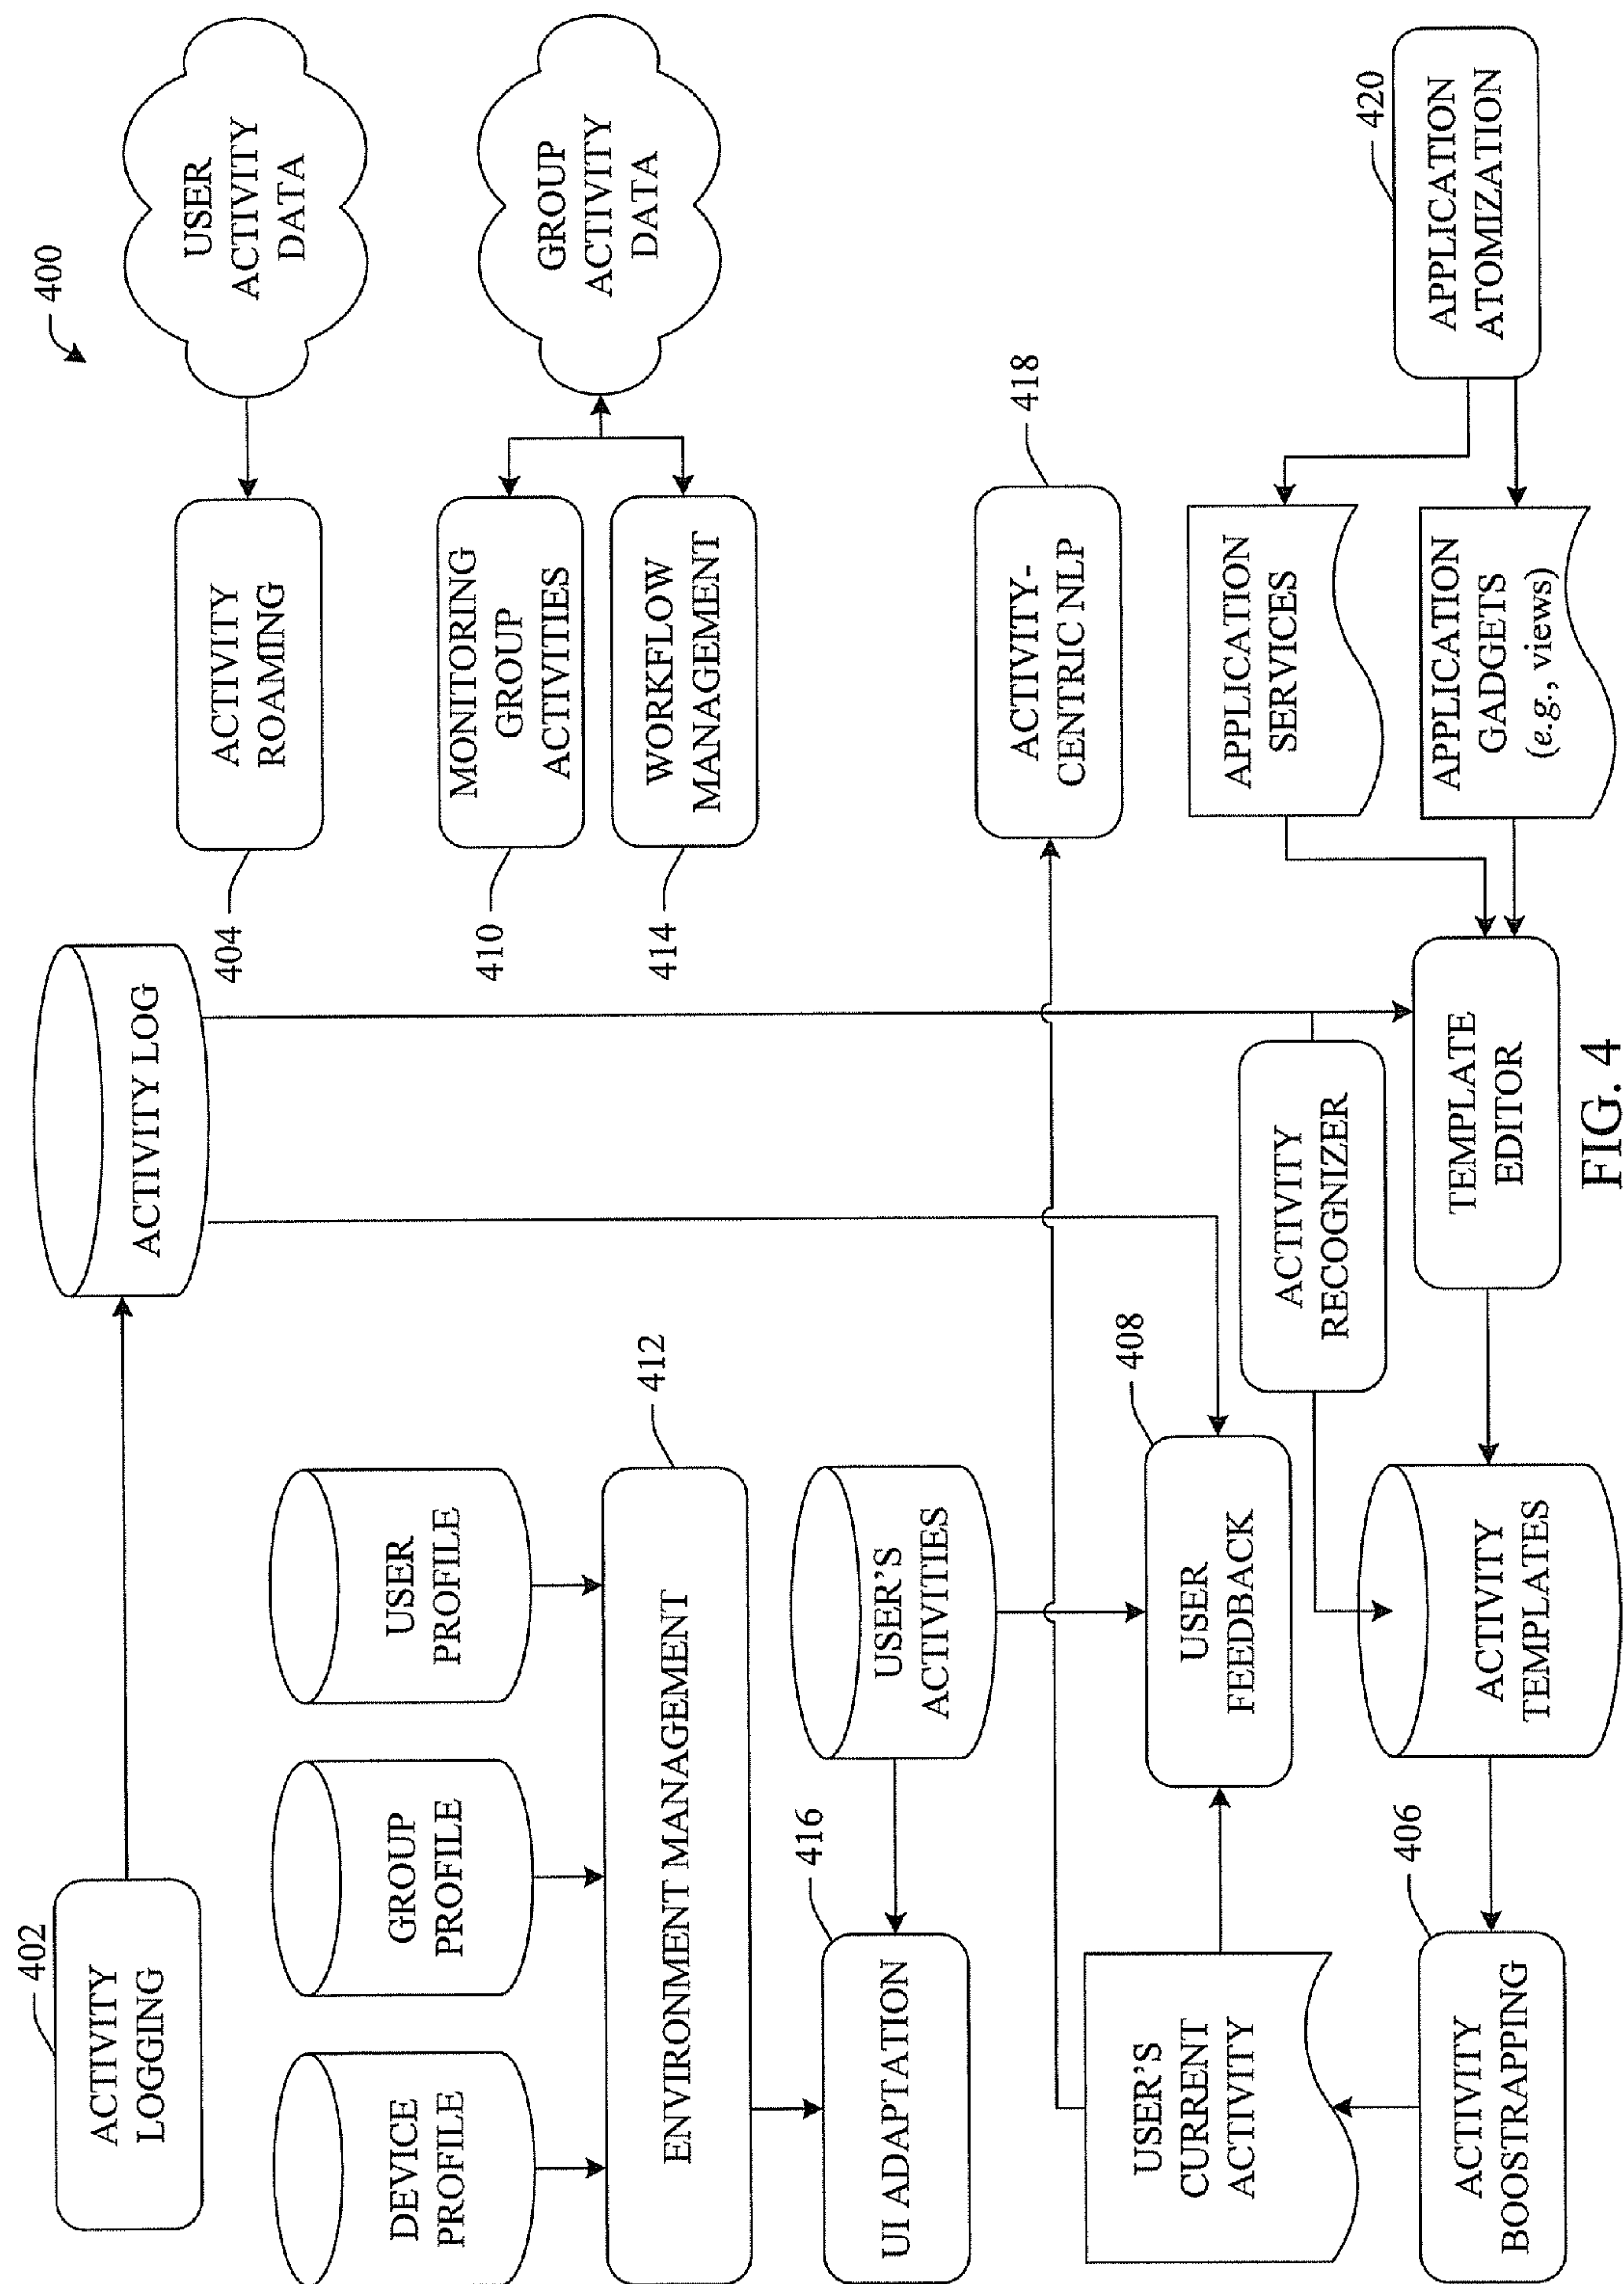 400
402
ACTIVITY
LOGGING
ACTIVITY LOG
404
ACTIVITY
ROAMING
USER
ACTIVITY
DATA
DEVICE
PROFILE
GROUP
PROFILE
USER
PROFILE
412
ENVIRONMENT MANAGEMENT
410
MONITORING
GROUP
ACTIVITIES
414
WORKFLOW
MANAGEMENT
GROUP
ACTIVITY
DATA
416
UI ADAPTATION
USER'S
ACTIVITIES
418
ACTIVITY-
CENTRIC NLP
USER'S
CURRENT
ACTIVITY
408
USER
FEEDBACK
ACTIVITY
RECOGNIZER
APPLICATION
SERVICES
420
APPLICATION
ATOMIZATION
406
ACTIVITY
BOOSTRAPPING
ACTIVITY
TEMPLATES
TEMPLATE
EDITOR
APPLICATION
GADGETS
(e.g., views)
FIG. 4